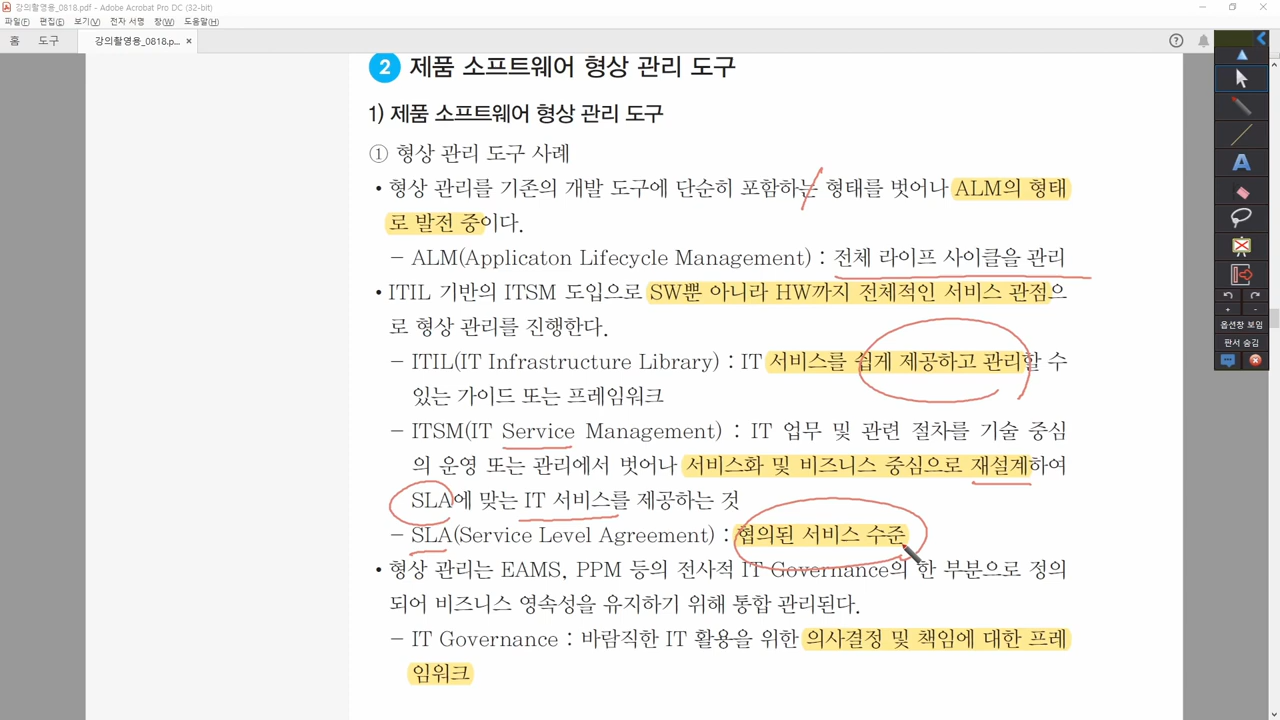 강의촬영용_0818.pdf - Adobe Acrobat Pro DC (32-bit)
파일(F) 편집(E) 보기(V) 전자 서명 창(W) 도움말(H)
홈 도구 강의촬영용_0818.p... ×
2 제품 소프트웨어 형상 관리 도구
1) 제품 소프트웨어 형상 관리 도구
① 형상 관리 도구 사례
• 형상 관리를 기존의 개발 도구에 단순히 포함하는 형태를 벗어나 ALM의 형태
로 발전 중이다.
– ALM(Applicaton Lifecycle Management) : 전체 라이프 사이클을 관리
• ITIL 기반의 ITSM 도입으로 SW뿐 아니라 HW까지 전체적인 서비스 관점으
로 형상 관리를 진행한다.
– ITIL(IT Infrastructure Library) : IT 서비스를 쉽게 제공하고 관리할 수
있는 가이드 또는 프레임워크
– ITSM(IT Service Management) : IT 업무 및 관련 절차를 기술 중심
의 운영 또는 관리에서 벗어나 서비스화 및 비즈니스 중심으로 재설계하여
SLA에 맞는 IT 서비스를 제공하는 것
– SLA(Service Level Agreement) : 협의된 서비스 수준
• 형상 관리는 EAMS, PPM 등의 전사적 IT Governance의 한 부분으로 정의
되어 비즈니스 영속성을 유지하기 위해 통합 관리된다.
– IT Governance : 바람직한 IT 활용을 위한 의사결정 및 책임에 대한 프레
임워크
A
+ -
옵션창 보임
판서 숨김